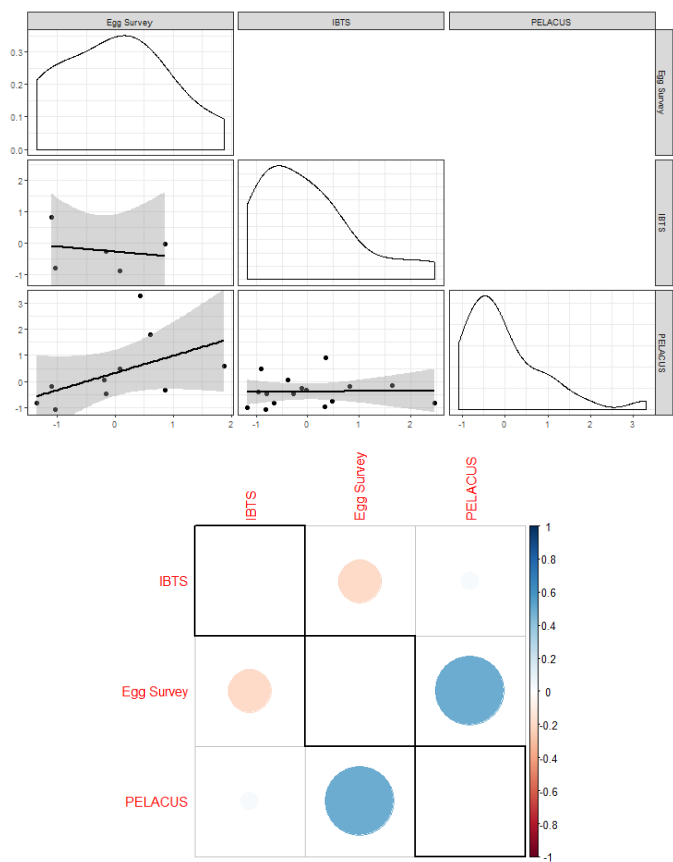 Egg Survey IBTS PELACUS
0.3
0.2
0.1
0.0
Egg Survey
2
1
0
-1
IBTS
3
2
1
0
-1
PELACUS
-1 0 1 2 -1 0 1 2 -1 0 1 2 3
IBTS Egg Survey PELACUS
IBTS
Egg Survey
PELACUS
1
0.8
0.6
0.4
0.2
0
-0.2
-0.4
-0.6
-0.8
-1